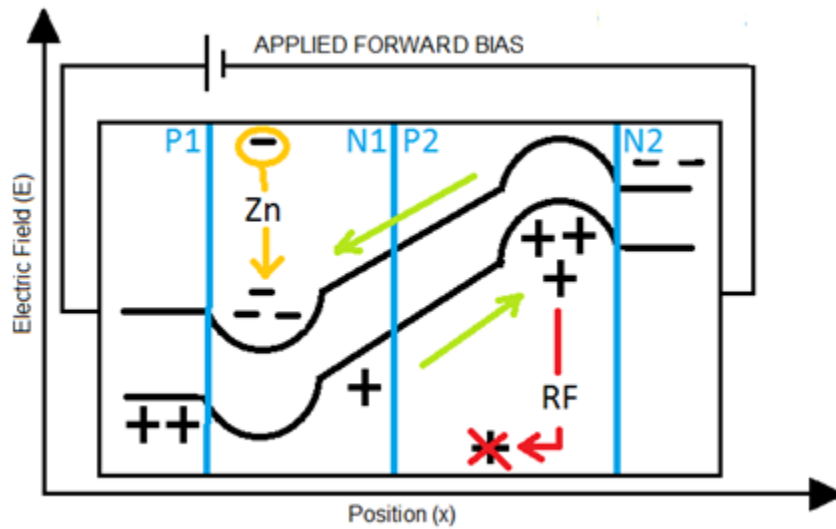 APPLIED FORWARD BIAS
P1 N1 P2 N2
Zn
RF
Electric Field (E)
Position (x)